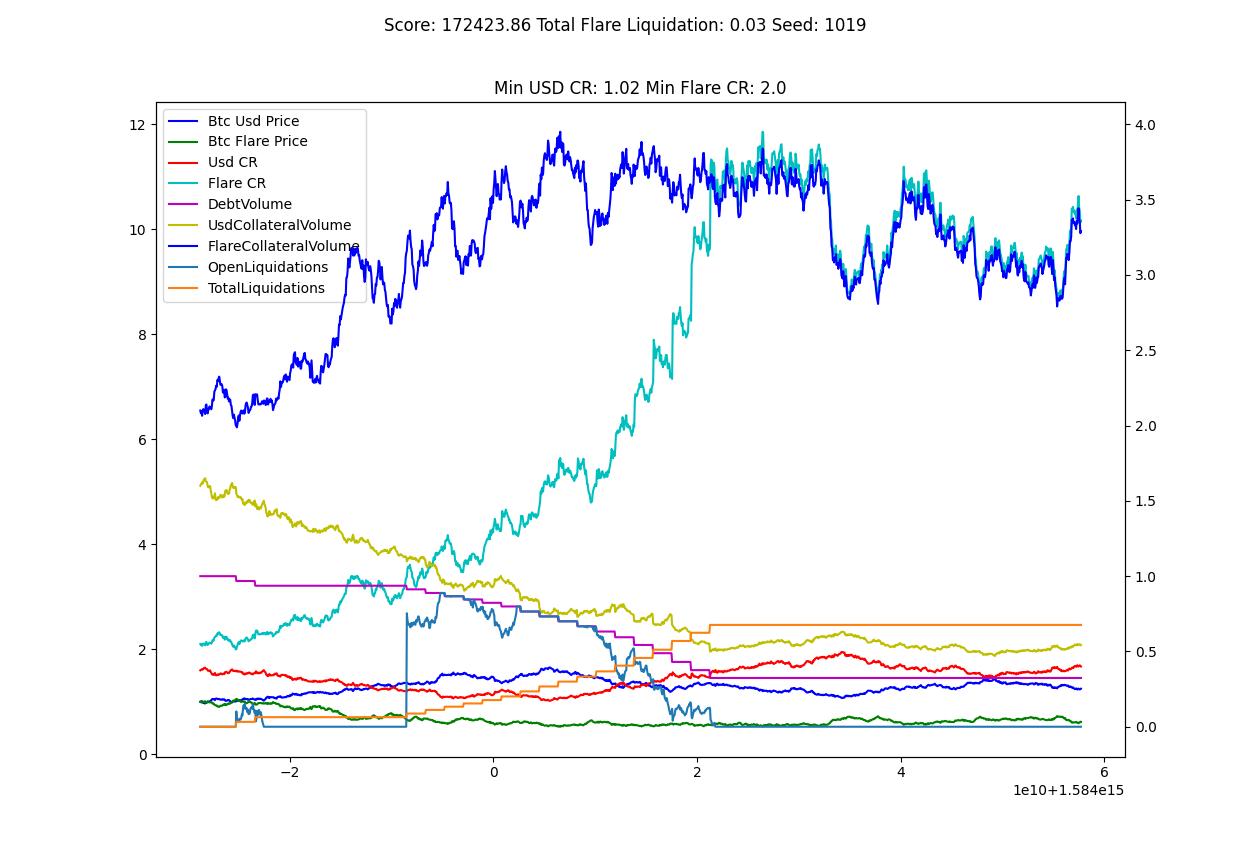 Score: 172423.86 Total Flare Liquidation: 0.03 Seed: 1019
Min USD CR: 1.02 Min Flare CR: 2.0
Btc Usd Price
Btc Flare Price
Usd CR
Flare CR
DebtVolume
UsdCollateralVolume
FlareCollateralVolume
OpenLiquidations
TotalLiquidations
12
10
8
6
4
2
0
4.0
3.5
3.0
2.5
2.0
1.5
1.0
0.5
0.0
−2 0 2 4 6
1e10+1.584e15